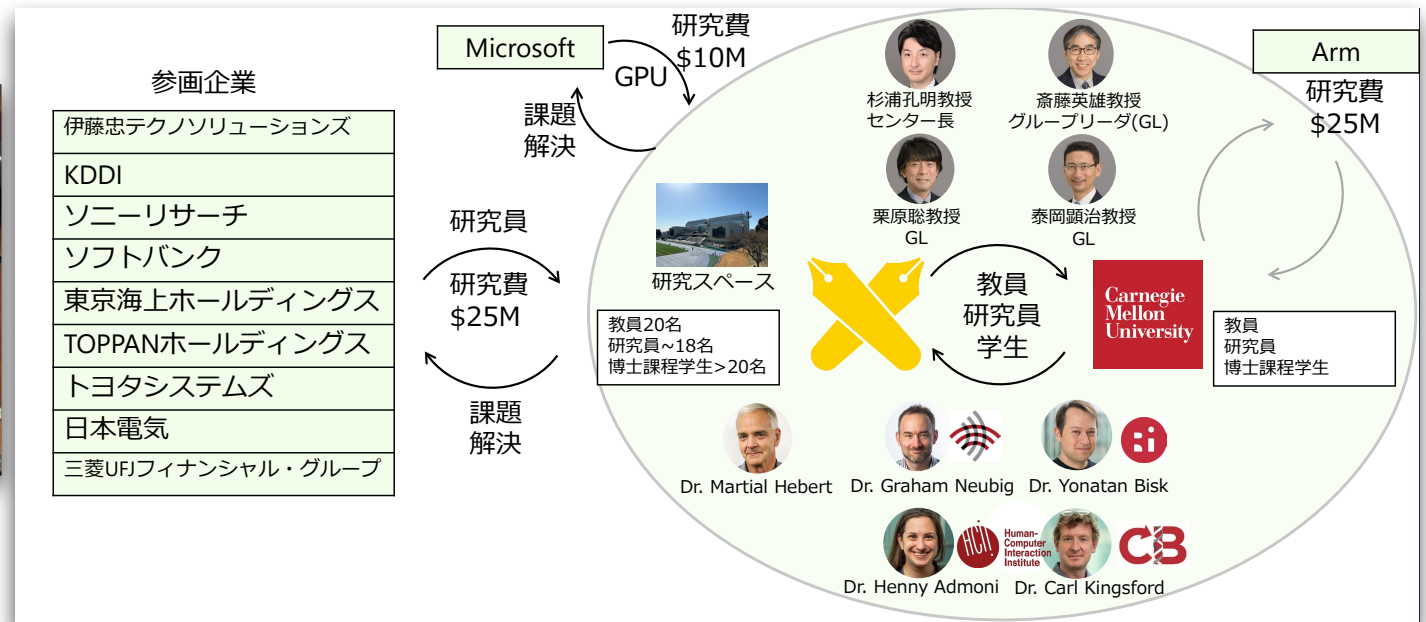 Microsoft
研究費
$10M
GPU
課題
解決
参画企業
伊藤忠テクノソリューションズ
KDDI
ソニーリサーチ
ソフトバンク
東京海上ホールディングス
TOPPANホールディングス
トヨタシステムズ
日本電気
三菱UFJフィナンシャル・グループ
研究員
研究費
$25M
課題
解決
杉浦孔明教授
センター長
斎藤英雄教授
グループリーダ(GL)
栗原聡教授
GL
泰岡顕治教授
GL
研究スペース
教員20名
研究員~18名
博士課程学生>20名
教員
研究員
学生
Carnegie
Mellon
University
Arm
研究費
$25M
教員
研究員
博士課程学生
Dr. Martial Hebert
Dr. Graham Neubig
Dr. Yonatan Bisk
HCII
Human-
Computer
Interaction
Institute
CB
Dr. Henny Admoni
Dr. Carl Kingsford